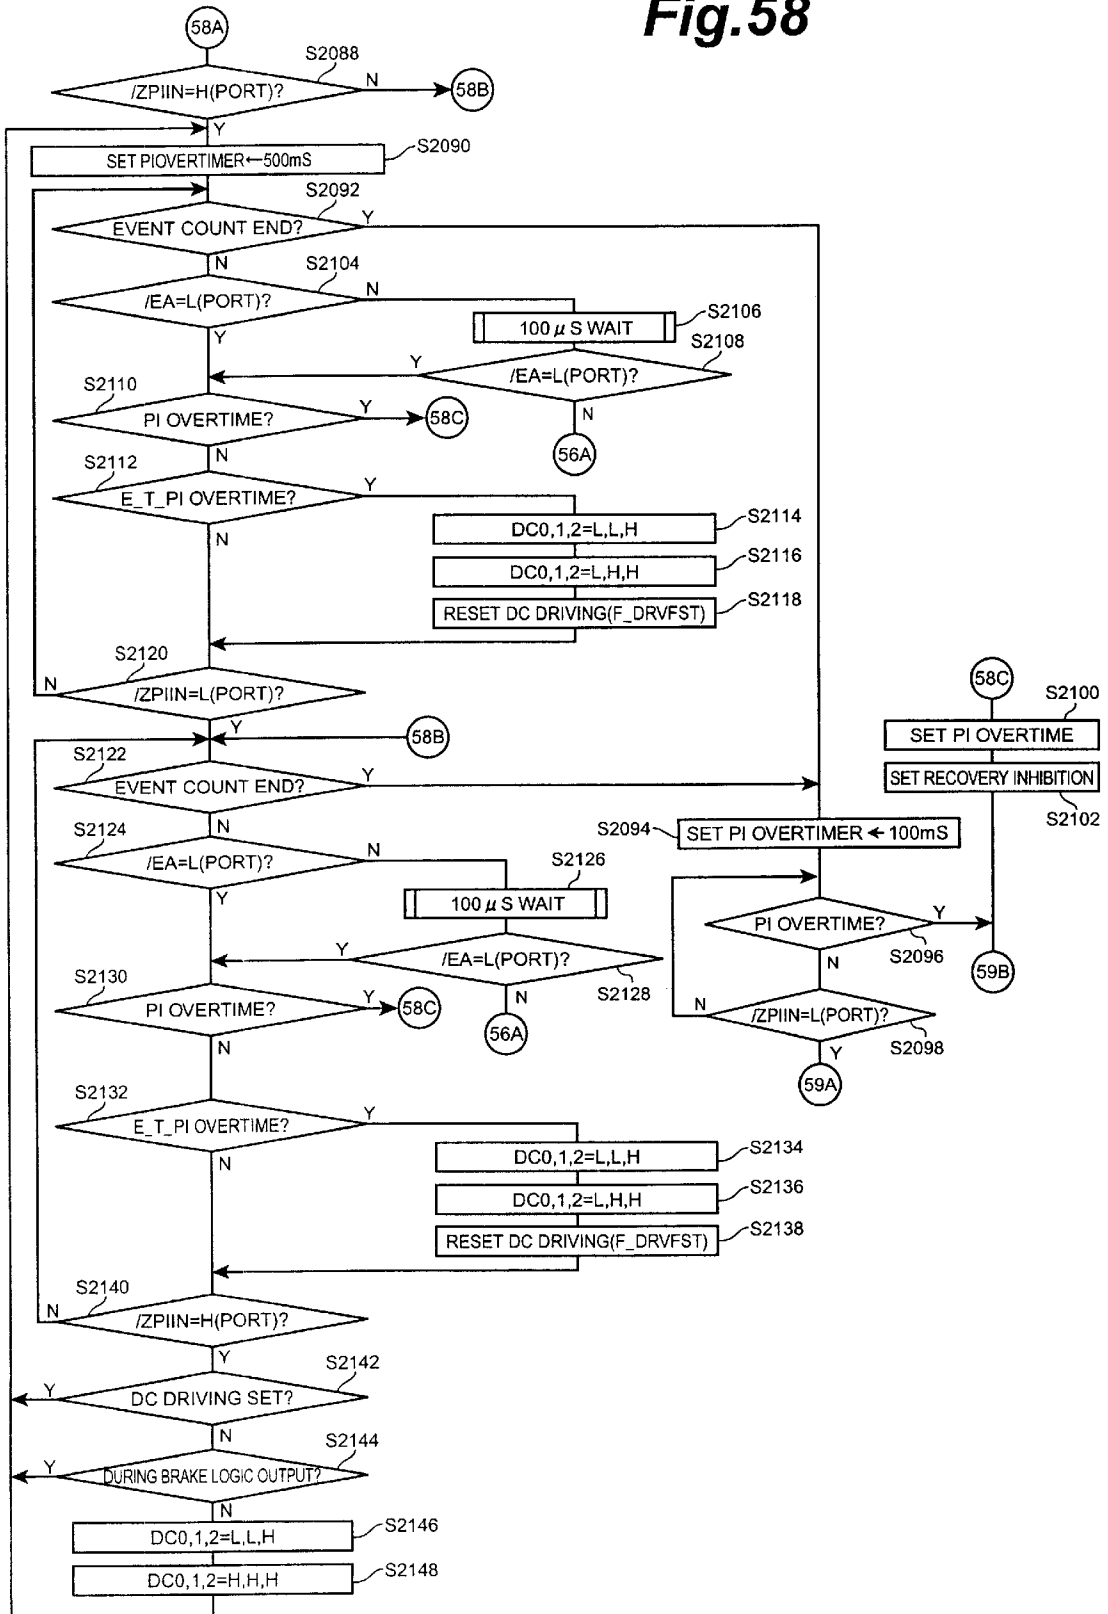 Fig.58
58A
S2088
/ZPIIN=H(PORT)?
N
58B
Y
S2090
SET PIOVERTIMER←500mS
S2092
EVENT COUNT END?
Y
N
S2104
/EA=L(PORT)?
N
Y
S2106
100 μ S WAIT
S2108
/EA=L(PORT)?
Y
N
56A
S2110
PI OVERTIME?
Y
58C
N
S2112
E_T_PI OVERTIME?
Y
N
DC0,1,2=L,L,H
S2114
DC0,1,2=L,H,H
S2116
RESET DC DRIVING(F_DRVFST)
S2118
S2120
N
/ZPIIN=L(PORT)?
Y
58B
S2122
EVENT COUNT END?
Y
N
S2124
/EA=L(PORT)?
N
Y
S2126
100 μ S WAIT
Y
/EA=L(PORT)?
S2128
N
56A
S2130
PI OVERTIME?
Y
58C
N
S2132
E_T_PI OVERTIME?
Y
N
DC0,1,2=L,L,H
S2134
DC0,1,2=L,H,H
S2136
RESET DC DRIVING(F_DRVFST)
S2138
S2140
N
/ZPIIN=H(PORT)?
Y
S2142
Y
DC DRIVING SET?
N
S2144
Y
DURING BRAKE LOGIC OUTPUT?
N
DC0,1,2=L,L,H
S2146
DC0,1,2=H,H,H
S2148
S2094
SET PI OVERTIMER ← 100mS
PI OVERTIME?
Y
S2096
N
N
/ZPIIN=L(PORT)?
S2098
Y
59A
58C
S2100
SET PI OVERTIME
SET RECOVERY INHIBITION
S2102
59B